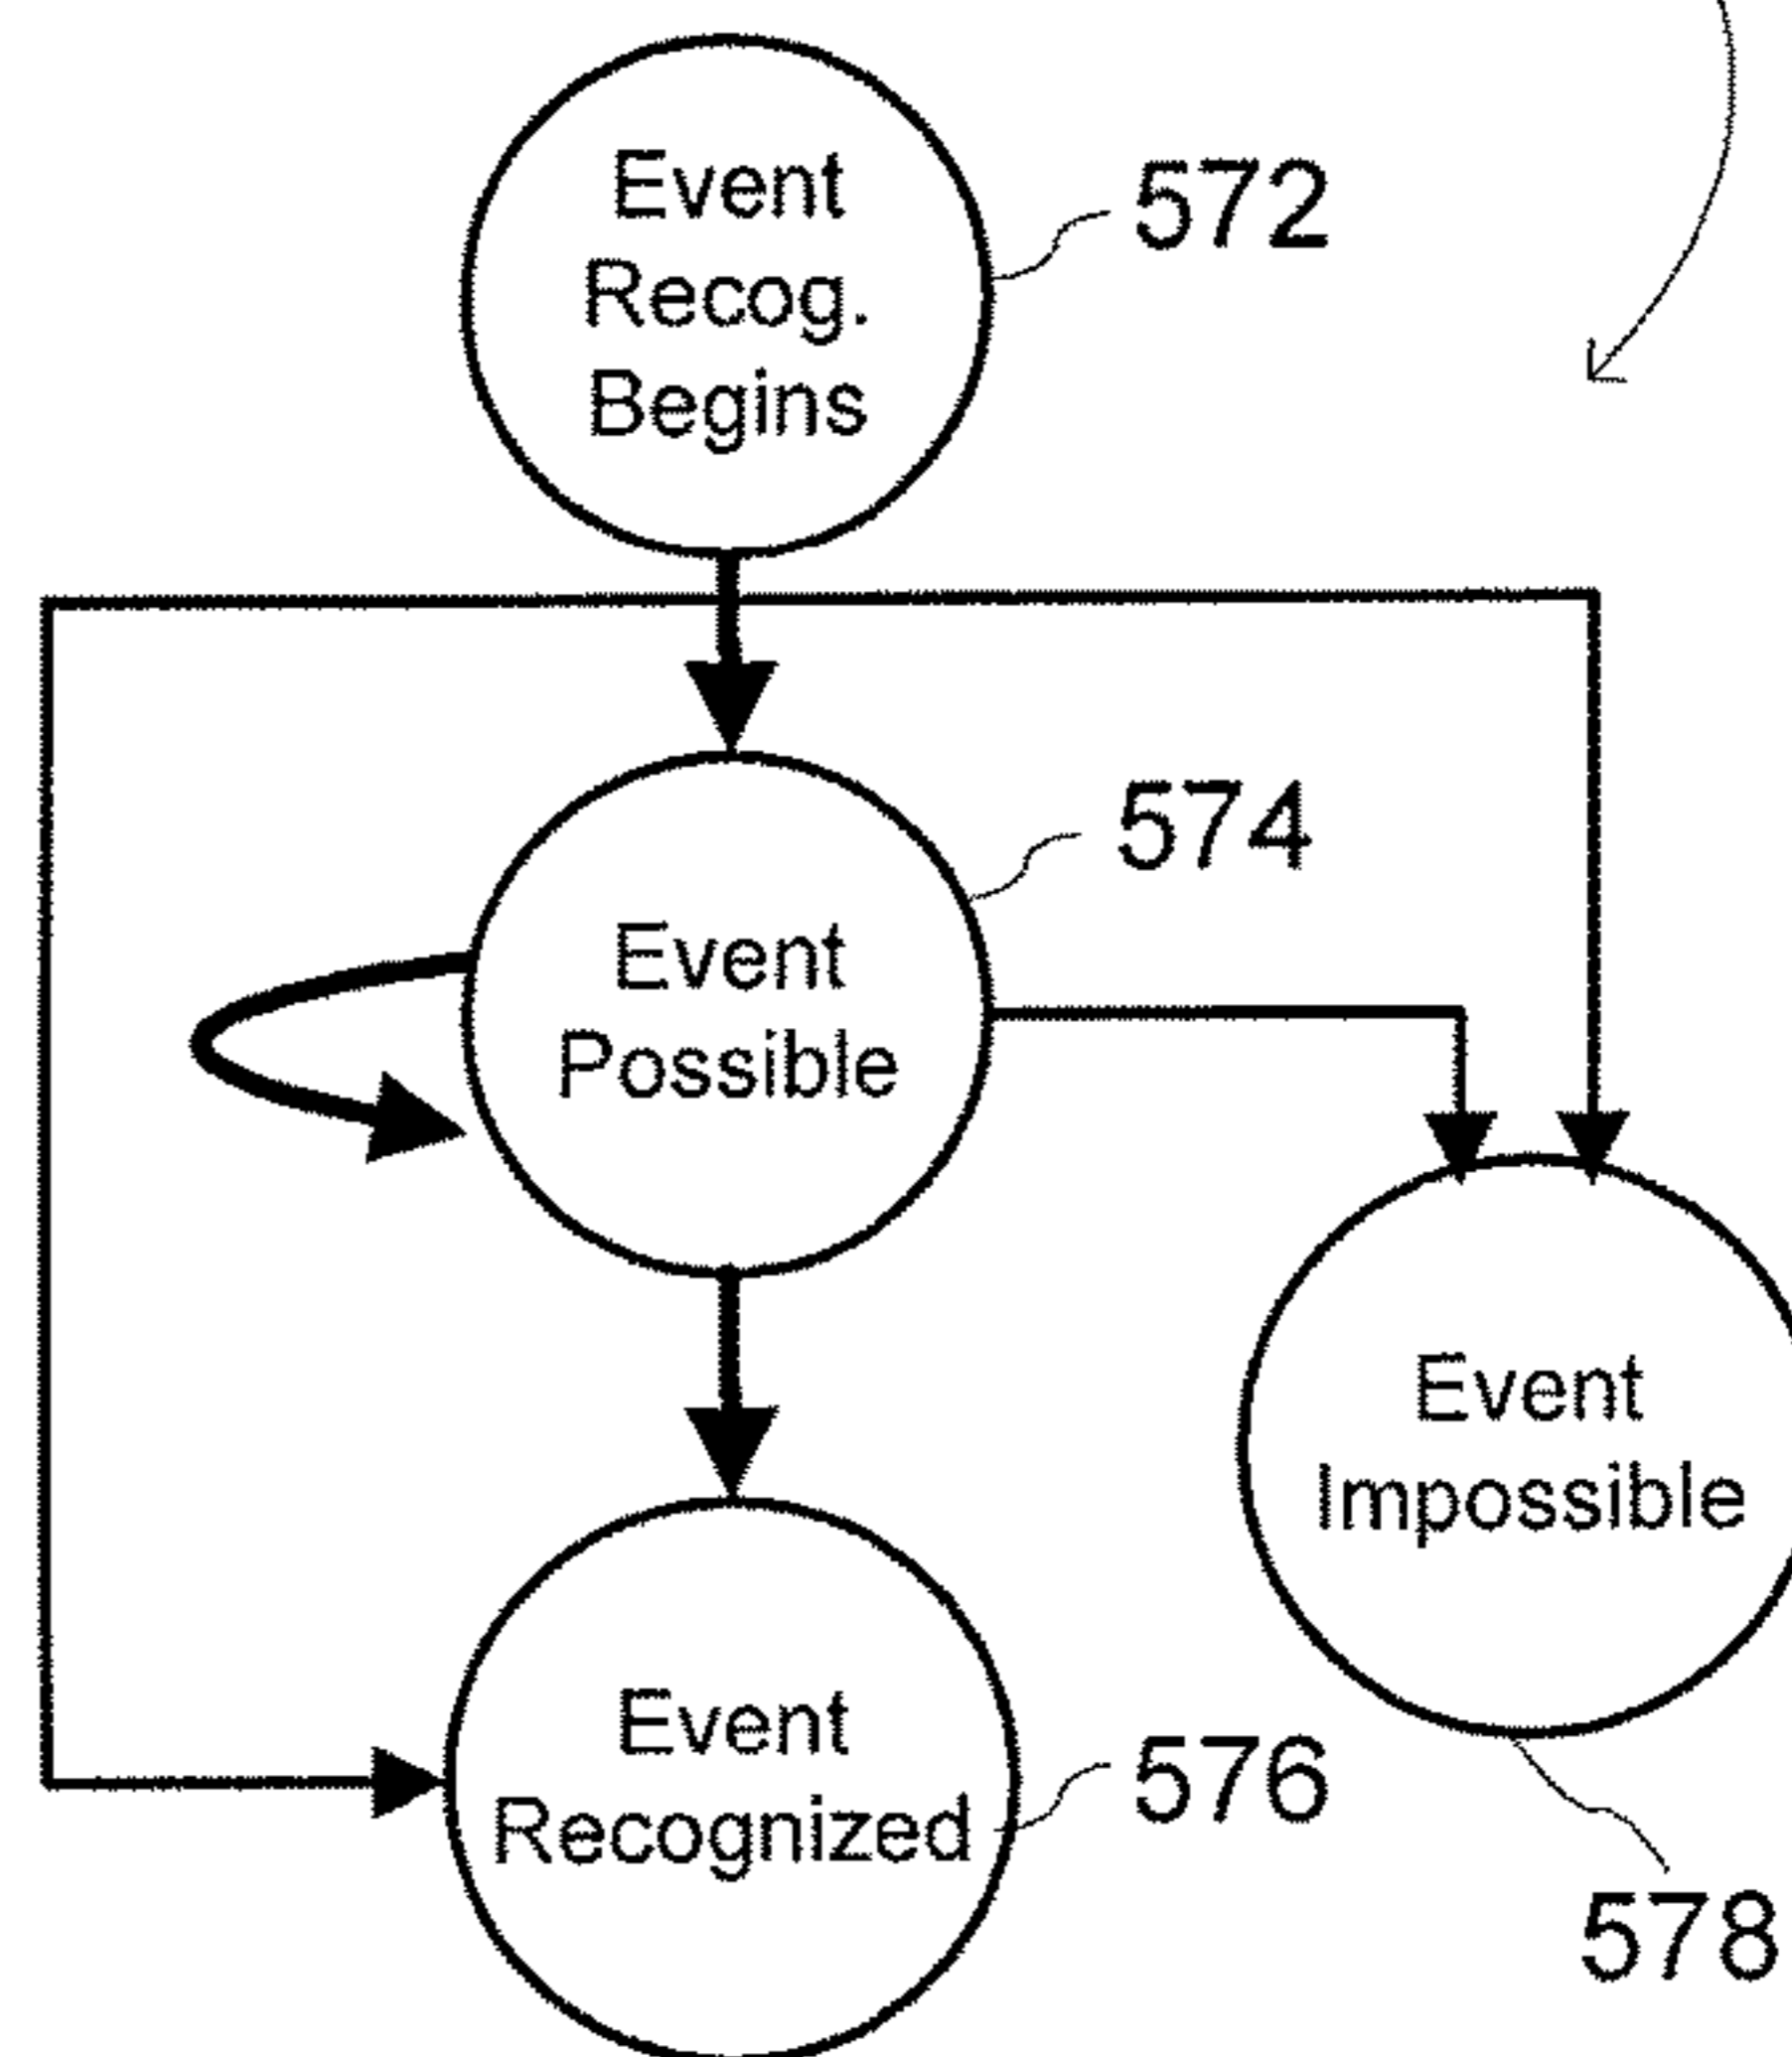 Event
Recog.
Begins
572
574
Event
Possible
Event
Impossible
Event
Recognized
576
578